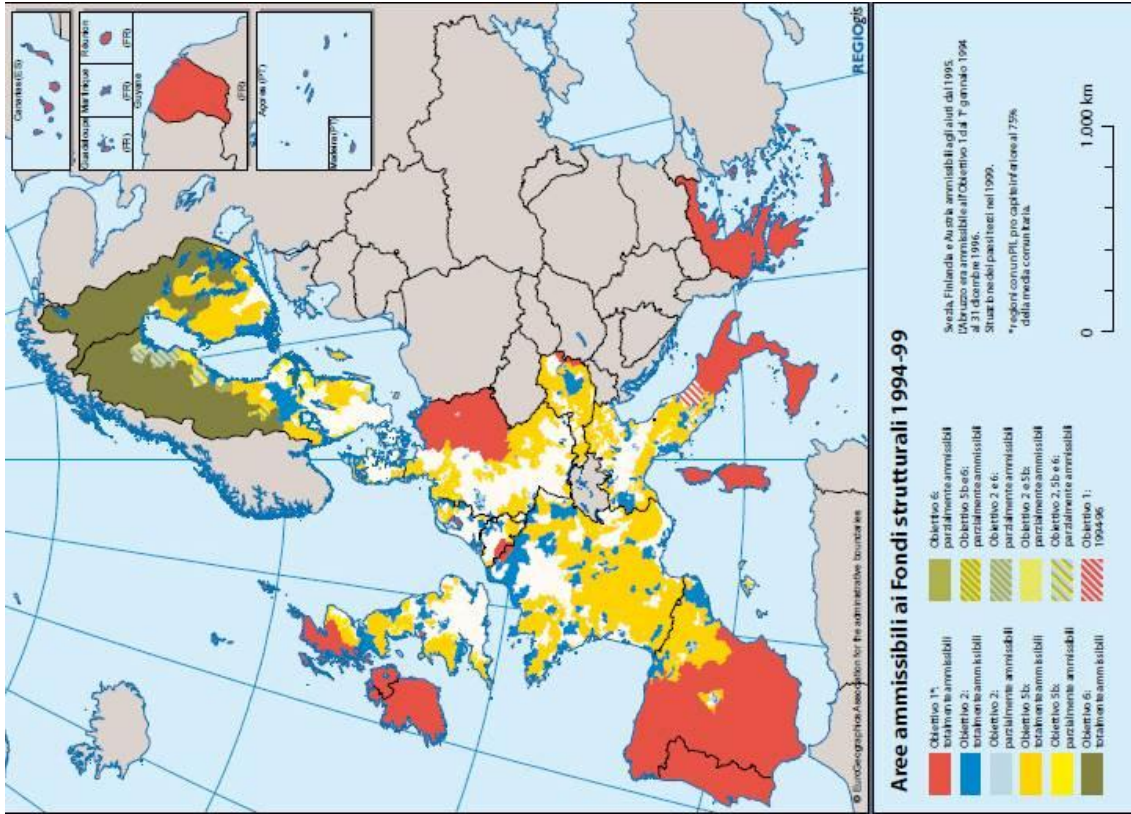 Canarias (ES)
Guadeloupe
Martinique
Réunion
(FR)
(FR)
(FR)
Guyane
(FR)
Açores (PT)
Madeira (PT)
REGIOgis
© EuroGeographics Association for the administrative boundaries
Aree ammissibili ai Fondi strutturali 1994-99
Obiettivo 1*:
totalmente ammissibili
Obiettivo 2:
totalmente ammissibili
Obiettivo 2:
parzialmente ammissibili
Obiettivo 5b:
totalmente ammissibili
Obiettivo 5b:
parzialmente ammissibili
Obiettivo 6:
totalmente ammissibili
Obiettivo 6:
parzialmente ammissibili
Obiettivo 5b e 6:
parzialmente ammissibili
Obiettivo 2 e 6:
parzialmente ammissibili
Obiettivo 2 e 5b:
parzialmente ammissibili
Obiettivo 2, 5b e 6:
parzialmente ammissibili
Obiettivo 1:
1994-96
Svezia, Finlandia e Austria ammissibili agli aiuti dal 1995.
L'Abruzzo era ammissibile all'Obiettivo 1 dal 1° gennaio 1994
al 31 dicembre 1996.
Situazione dei paesi terzi nel 1999.
*regioni con un PIL pro capite inferiore al 75%
della media comunitaria.
0
1.000 km